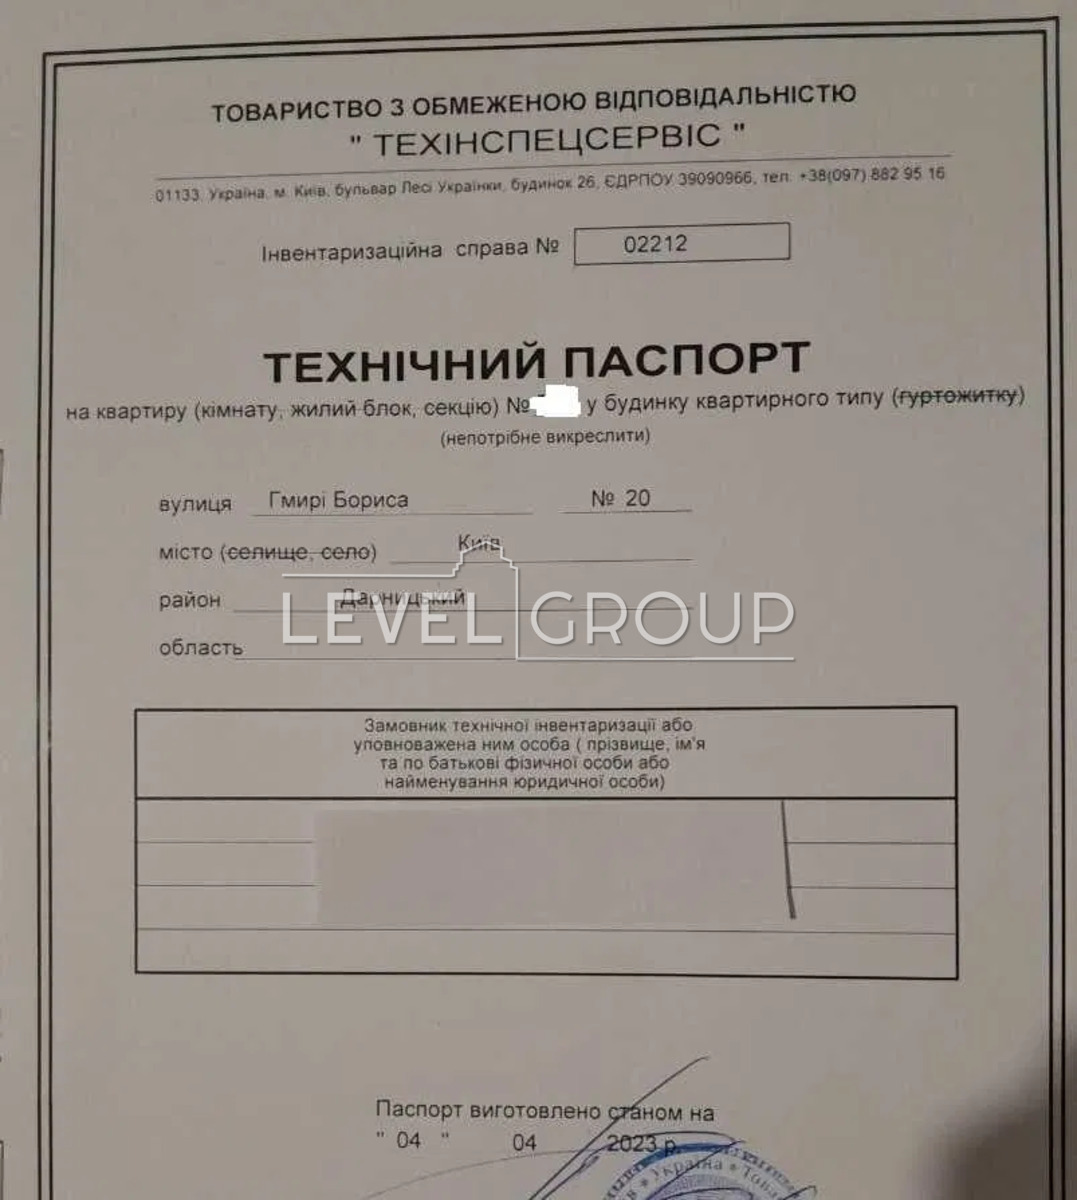 ТОВАРИСТВО З ОБМЕЖЕНОЮ ВІДПОВІДАЛЬНІСТЮ
" ТЕХІНСПЕЦСЕРВІС "
01133, Україна, м. Київ, бульвар Лесі Українки, будинок 26, ЄДРПОУ 39090966, тел. +38(097) 882 95 16
Інвентаризаційна справа № 02212
ТЕХНІЧНИЙ ПАСПОРТ
на квартиру (кімнату, жилий блок, секцію) № у будинку квартирного типу (гуртожитку)
(непотрібне викреслити)
вулиця Гмирі Бориса № 20
місто (селище, село) Київ
район Дарницький
LEVEL GROUP
область
Замовник технічної інвентаризації або
уповноважена ним особа ( прізвище, ім'я
та по батькові фізичної особи або
найменування юридичної особи)
Паспорт виготовлено станом на
" 04 " 04 2023 р.
Україна